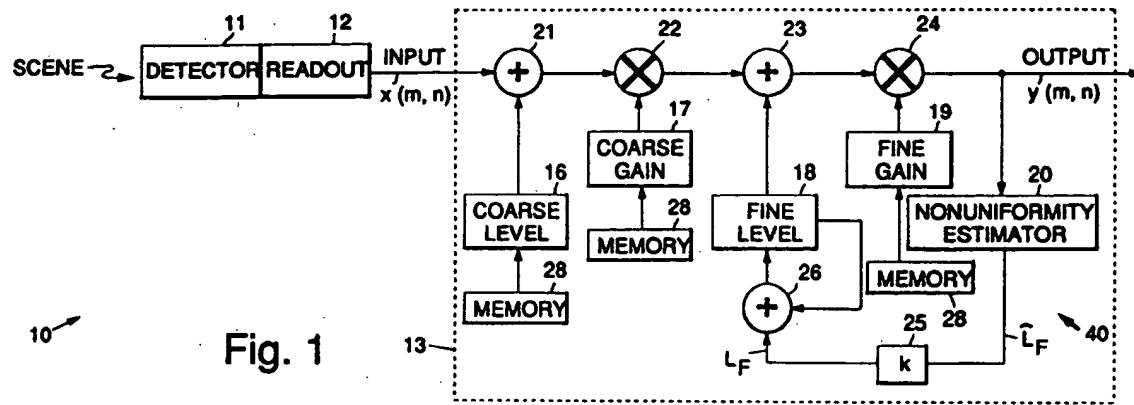 11
12
21
22
23
24
SCENE
DETECTOR
READOUT
INPUT
x (m, n)
+
+
OUTPUT
y (m, n)
17
COARSE
GAIN
19
FINE
GAIN
16
COARSE
LEVEL
18
FINE
LEVEL
20
NONUNIFORMITY
ESTIMATOR
28
MEMORY
28
MEMORY
26
+
MEMORY
28
10
Fig. 1
13
L_F
25
k
L̂_F
40